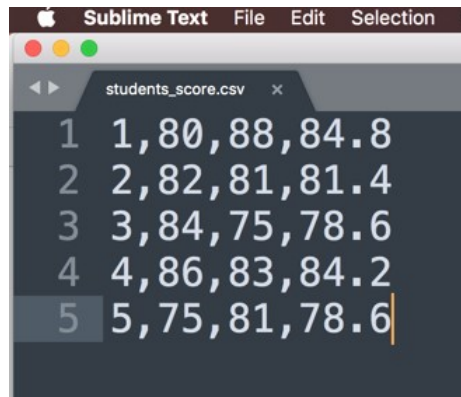 Sublime Text File Edit Selection
students_score.csv ×
1 1,80,88,84.8
2 2,82,81,81.4
3 3,84,75,78.6
4 4,86,83,84.2
5 5,75,81,78.6